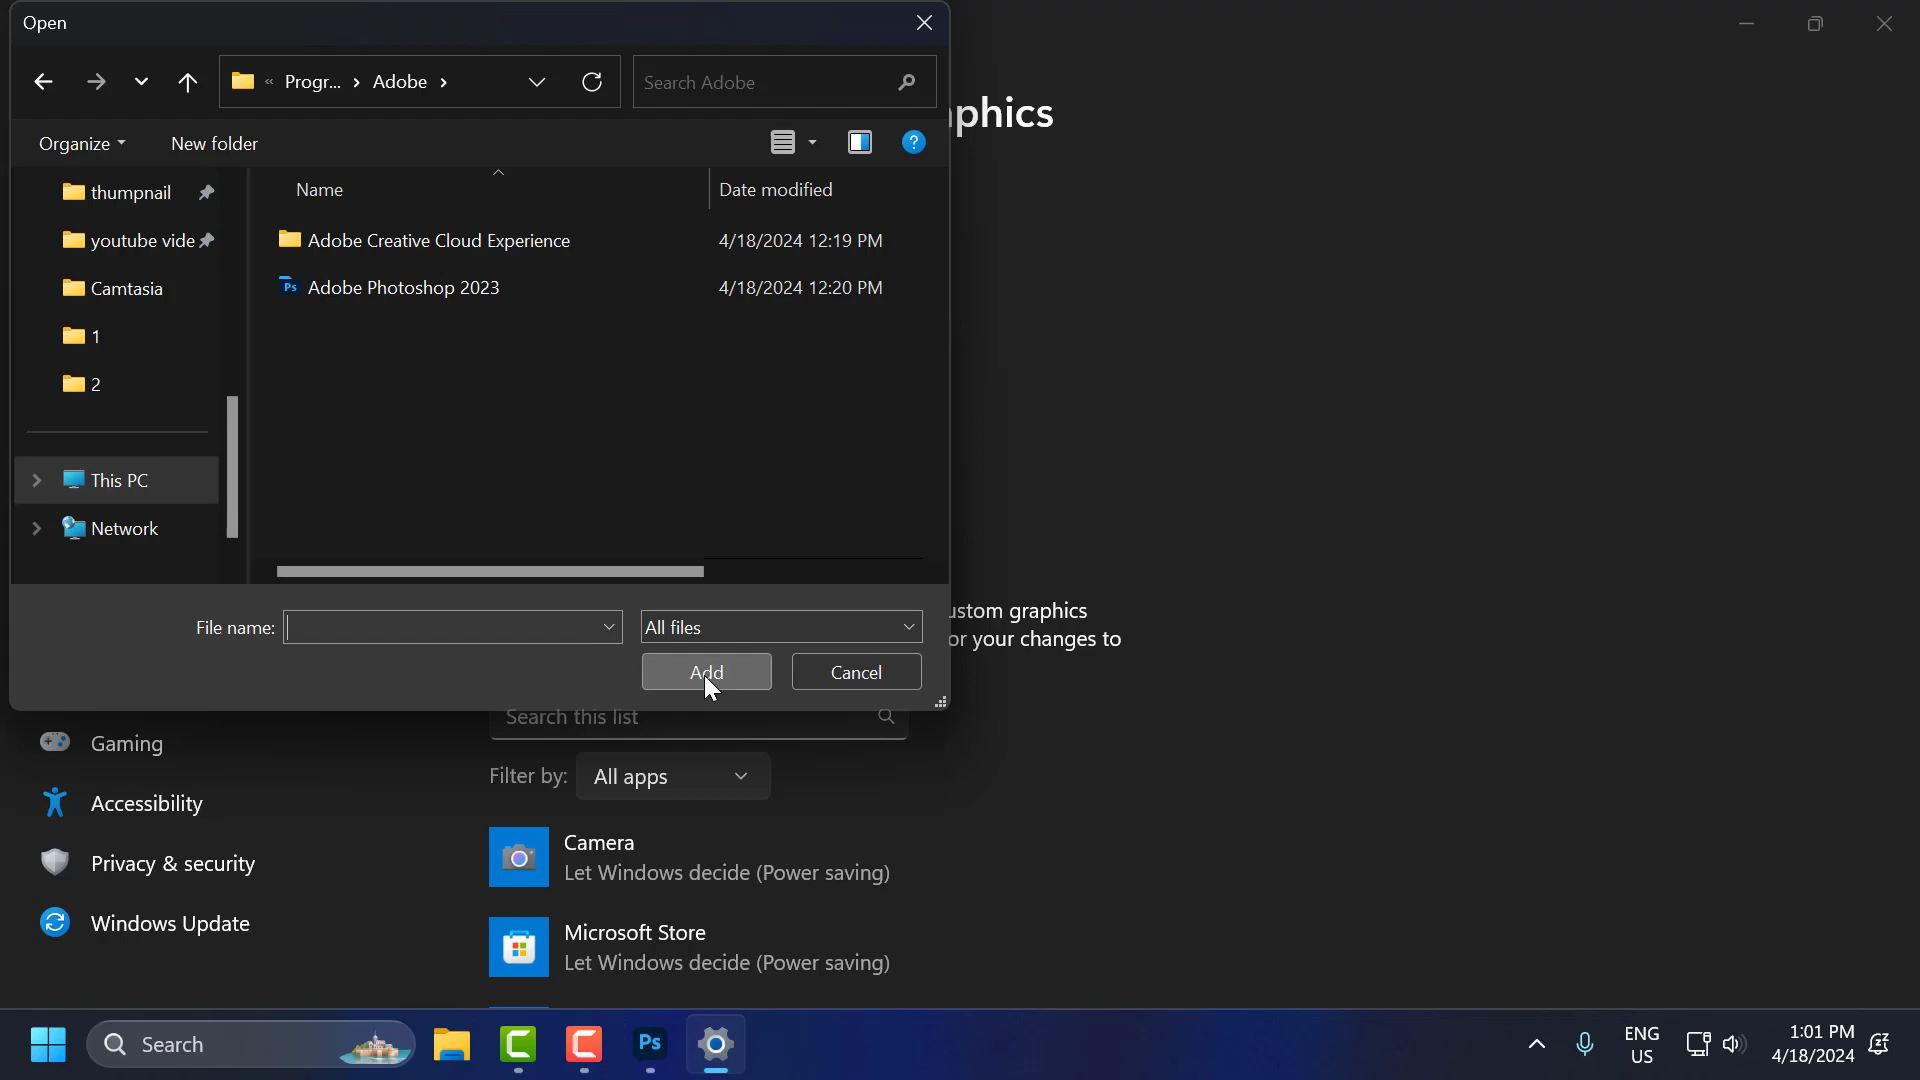 Open
« Progr... › Adobe ›
Search Adobe
Organize
New folder
?
phics
thumpnail
youtube vide
Camtasia
1
2
This PC
Network
Name
Date modified
Adobe Creative Cloud Experience
4/18/2024 12:19 PM
Ps Adobe Photoshop 2023
4/18/2024 12:20 PM
File name:
All files
Add
Cancel
ustom graphics
or your changes to
Search this list
Gaming
Accessibility
Privacy & security
Windows Update
Filter by:
All apps
Camera
Let Windows decide (Power saving)
Microsoft Store
Let Windows decide (Power saving)
Search
Ps
ENG
US
1:01 PM
4/18/2024